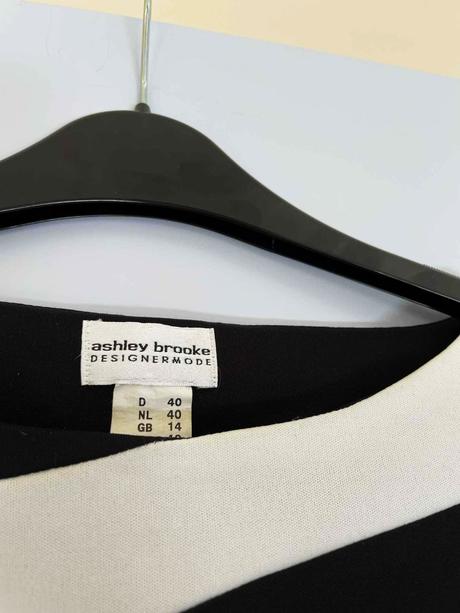 ashley brooke
DESIGNERMODE
D 40
NL 40
GB 14